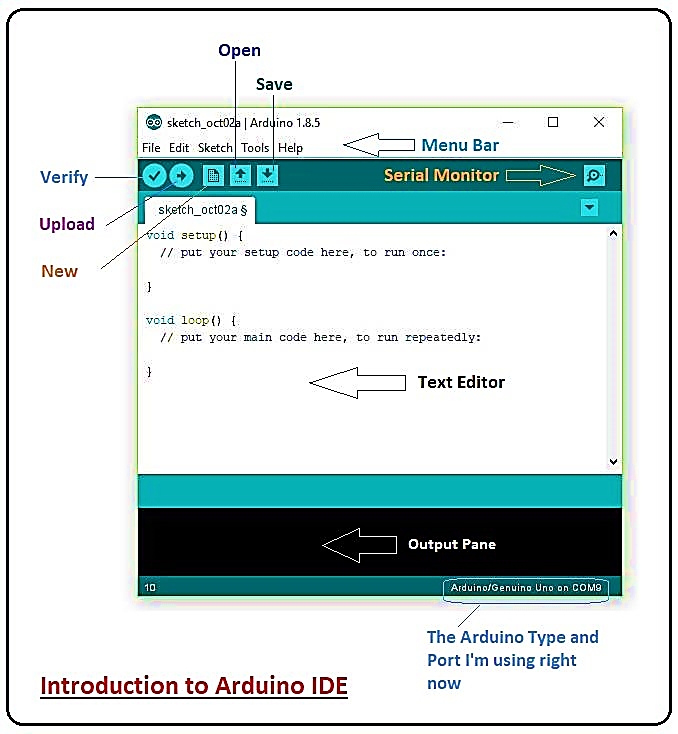 Open
Save
sketch_oct02a | Arduino 1.8.5
File Edit Sketch Tools Help
Menu Bar
Verify
Serial Monitor
Upload
sketch_oct02a §
New
void setup() {
// put your setup code here, to run once:
}
void loop() {
// put your main code here, to run repeatedly:
}
Text Editor
Output Pane
10
Arduino/Genuino Uno on COM9
The Arduino Type and
Port I'm using right
now
Introduction to Arduino IDE